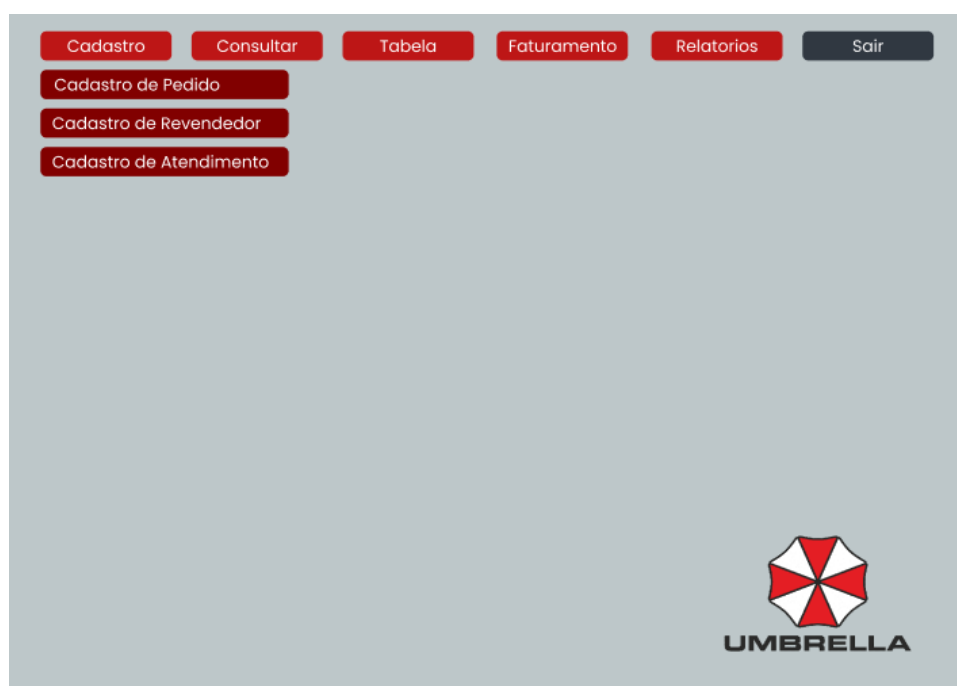 Cadastro Consultar Tabela Faturamento Relatorios Sair
Cadastro de Pedido
Cadastro de Revendedor
Cadastro de Atendimento
UMBRELLA